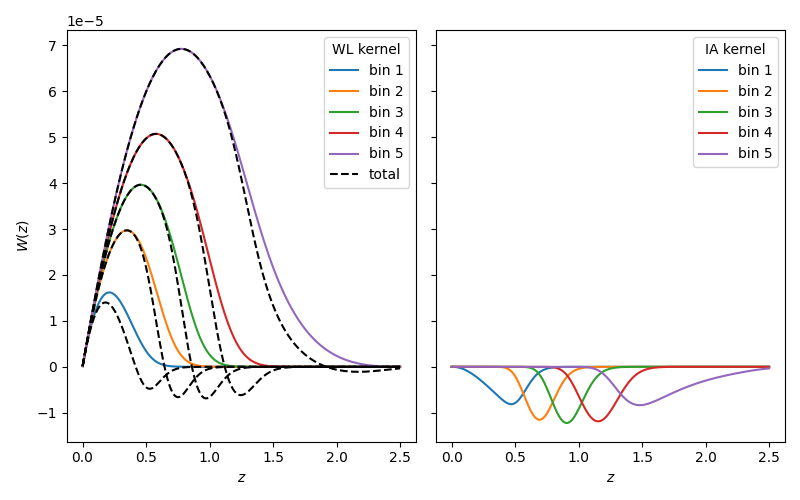 1e−5
WL kernel
bin 1
bin 2
bin 3
bin 4
bin 5
total
7
6
5
4
3
2
1
0
−1
W(z)
0.0 0.5 1.0 1.5 2.0 2.5
z
IA kernel
bin 1
bin 2
bin 3
bin 4
bin 5
0.0 0.5 1.0 1.5 2.0 2.5
z